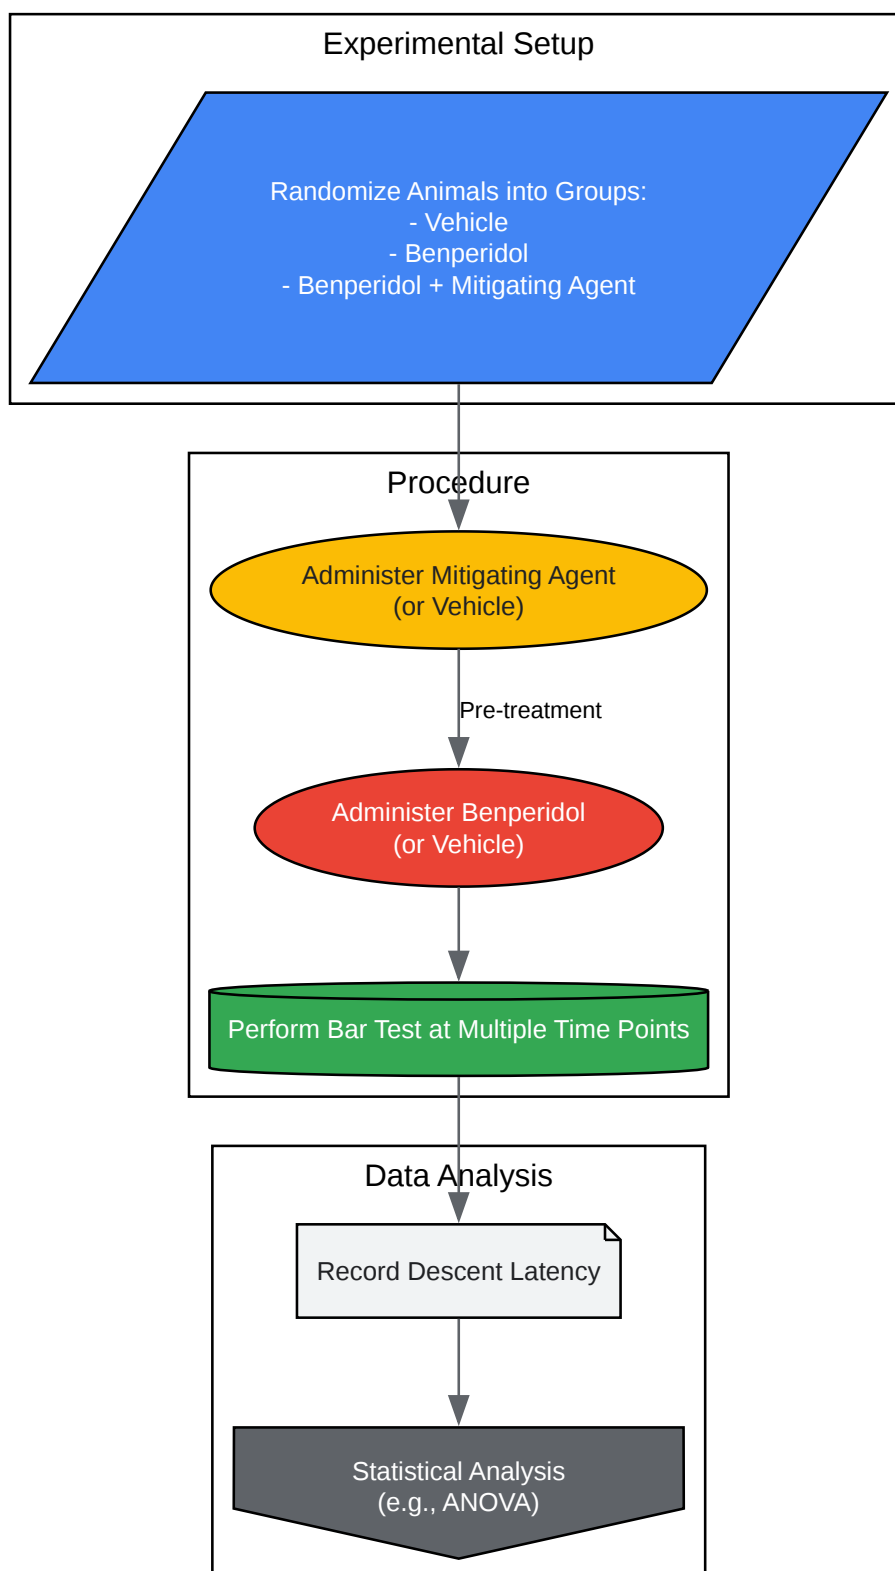 Experimental Setup
Randomize Animals into Groups:
- Vehicle
- Benperidol
- Benperidol + Mitigating Agent
Procedure
Administer Mitigating Agent
(or Vehicle)
Pre-treatment
Administer Benperidol
(or Vehicle)
Perform Bar Test at Multiple Time Points
Data Analysis
Record Descent Latency
Statistical Analysis
(e.g., ANOVA)